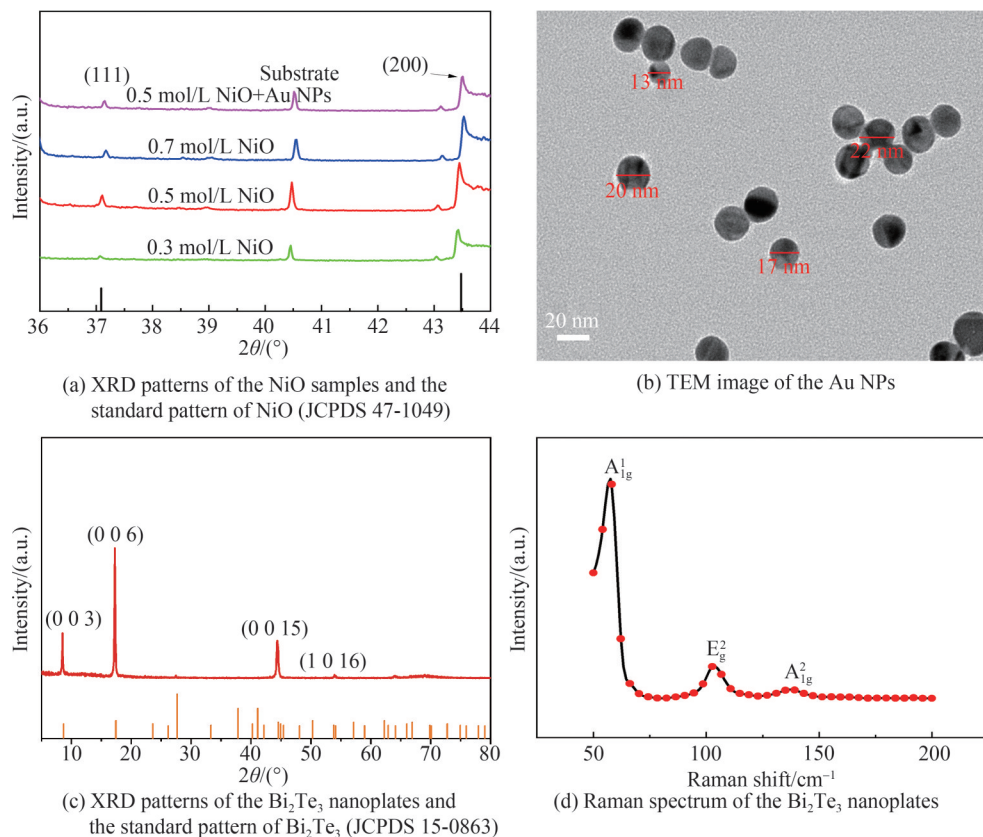 Intensity/(a.u.)
(111)
Substrate
(200)
0.5 mol/L NiO+Au NPs
0.7 mol/L NiO
0.5 mol/L NiO
0.3 mol/L NiO
36 37 38 39 40 41 42 43 44
2θ/(°)
(a) XRD patterns of the NiO samples and the
standard pattern of NiO (JCPDS 47-1049)
13 nm
22 nm
20 nm
17 nm
20 nm
(b) TEM image of the Au NPs
Intensity/(a.u.)
(0 0 3)
(0 0 6)
(0 0 15)
(1 0 16)
10 20 30 40 50 60 70 80
2θ/(°)
(c) XRD patterns of the Bi₂Te₃ nanoplates and
the standard pattern of Bi₂Te₃ (JCPDS 15-0863)
Intensity/(a.u.)
A¹₁g
E²g
A²₁g
50 100 150 200
Raman shift/cm⁻¹
(d) Raman spectrum of the Bi₂Te₃ nanoplates